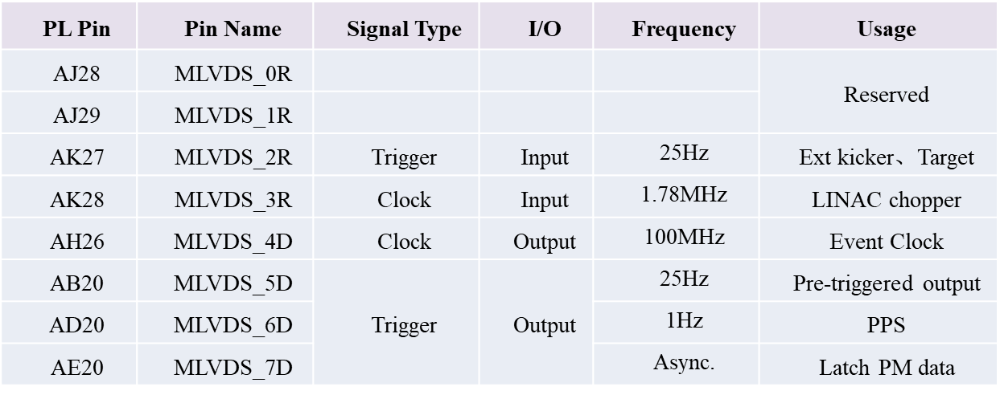 PL Pin Pin Name Signal Type I/O Frequency Usage
AJ28 MLVDS_0R Reserved
AJ29 MLVDS_1R
AK27 MLVDS_2R Trigger Input 25Hz Ext kicker、Target
AK28 MLVDS_3R Clock Input 1.78MHz LINAC chopper
AH26 MLVDS_4D Clock Output 100MHz Event Clock
AB20 MLVDS_5D 25Hz Pre-triggered output
AD20 MLVDS_6D Trigger Output 1Hz PPS
AE20 MLVDS_7D Async. Latch PM data